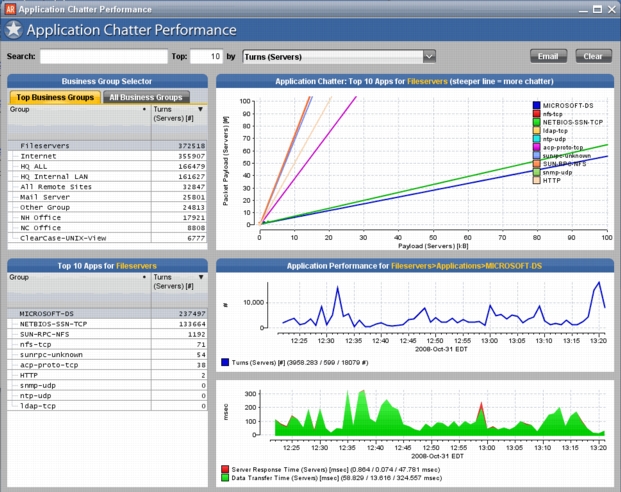 AR Application Chatter Performance
Application Chatter Performance
Search: Top: 10 by Turns (Servers) Email Clear
Business Group Selector
Top Business Groups All Business Groups
Group Turns (Servers) [#]
Fileservers 372518
Internet 355907
HQ ALL 166479
HQ Internal LAN 161627
All Remote Sites 32847
Mail Server 25801
Other Group 24813
NH Office 17921
NC Office 8808
ClearCase-UNIX-View 6777
Application Chatter: Top 10 Apps for Fileservers (steeper line = more chatter)
Packet Payload (Servers) [#]
100
90
80
70
60
50
40
30
20
10
0
0 20 40 60 80 100
Payload (Servers) [kB]
MICROSOFT-DS
nfs-tcp
NETBIOS-SSN-TCP
ldap-tcp
ntp-udp
acp-proto-tcp
sunrpc-unknown
SUN-RPC-NFS
snmp-udp
HTTP
Top 10 Apps for Fileservers
Group Turns (Servers) [#]
MICROSOFT-DS 237497
NETBIOS-SSN-TCP 133664
SUN-RPC-NFS 1192
nfs-tcp 71
sunrpc-unknown 54
acp-proto-tcp 38
HTTP 2
snmp-udp 0
ntp-udp 0
ldap-tcp 0
Application Performance for Fileservers>Applications>MICROSOFT-DS
#
10,000
0
12:25 12:30 12:35 12:40 12:45 12:50 12:55 13:00 13:05 13:10 13:15 13:20
2008-Oct-31 EDT
Turns (Servers) [#] (3958.283 / 599 / 18079 #)
msec
300
200
100
0
12:25 12:30 12:35 12:40 12:45 12:50 12:55 13:00 13:05 13:10 13:15 13:20
2008-Oct-31 EDT
Server Response Time (Servers) [msec] (0.864 / 0.074 / 47.781 msec)
Data Transfer Time (Servers) [msec] (58.829 / 13.616 / 324.557 msec)